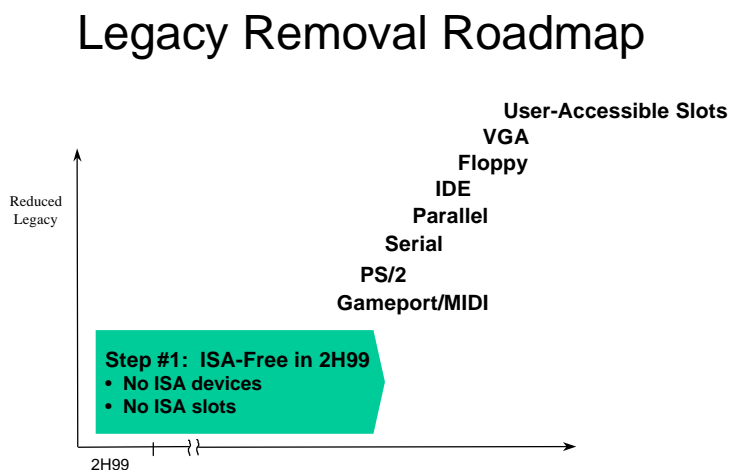 Legacy Removal Roadmap
User-Accessible Slots
VGA
Floppy
IDE
Parallel
Serial
PS/2
Gameport/MIDI
Reduced
Legacy
Step #1:  ISA-Free in 2H99
• No ISA devices
• No ISA slots
2H99